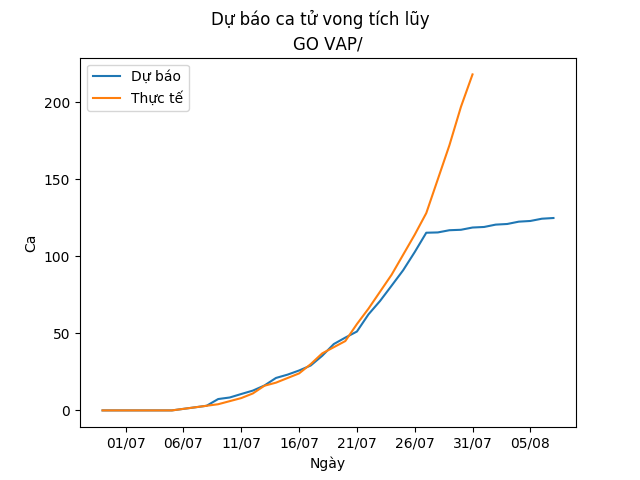 Dự báo ca tử vong tích lũy
GO VAP/
Dự báo
Thực tế
200
150
100
50
0
Ca
01/07 06/07 11/07 16/07 21/07 26/07 31/07 05/08
Ngày